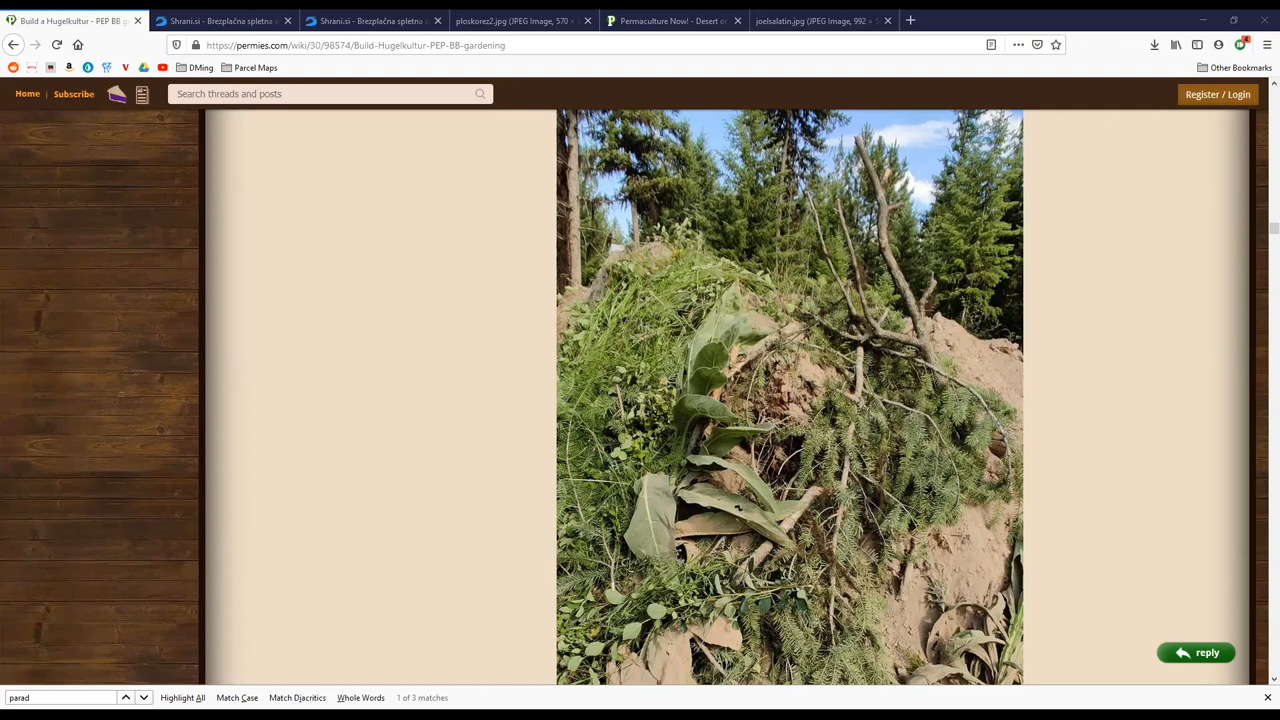 Build a Hugelkultur - PEP BB ga
Shrani.si - Brezplačna spletna s
Shrani.si - Brezplačna spletna s
ploskorez2.jpg (JPEG Image, 570 ×
Permaculture Now! - Desert or
joelsalatin.jpg (JPEG Image, 992 ×
https://permies.com/wiki/30/98574/Build-Hugelkultur-PEP-BB-gardening
4
DMing
Parcel Maps
Other Bookmarks
Home | Subscribe
Search threads and posts
Register / Login
reply
parad
Highlight All
Match Case
Match Diacritics
Whole Words
1 of 3 matches